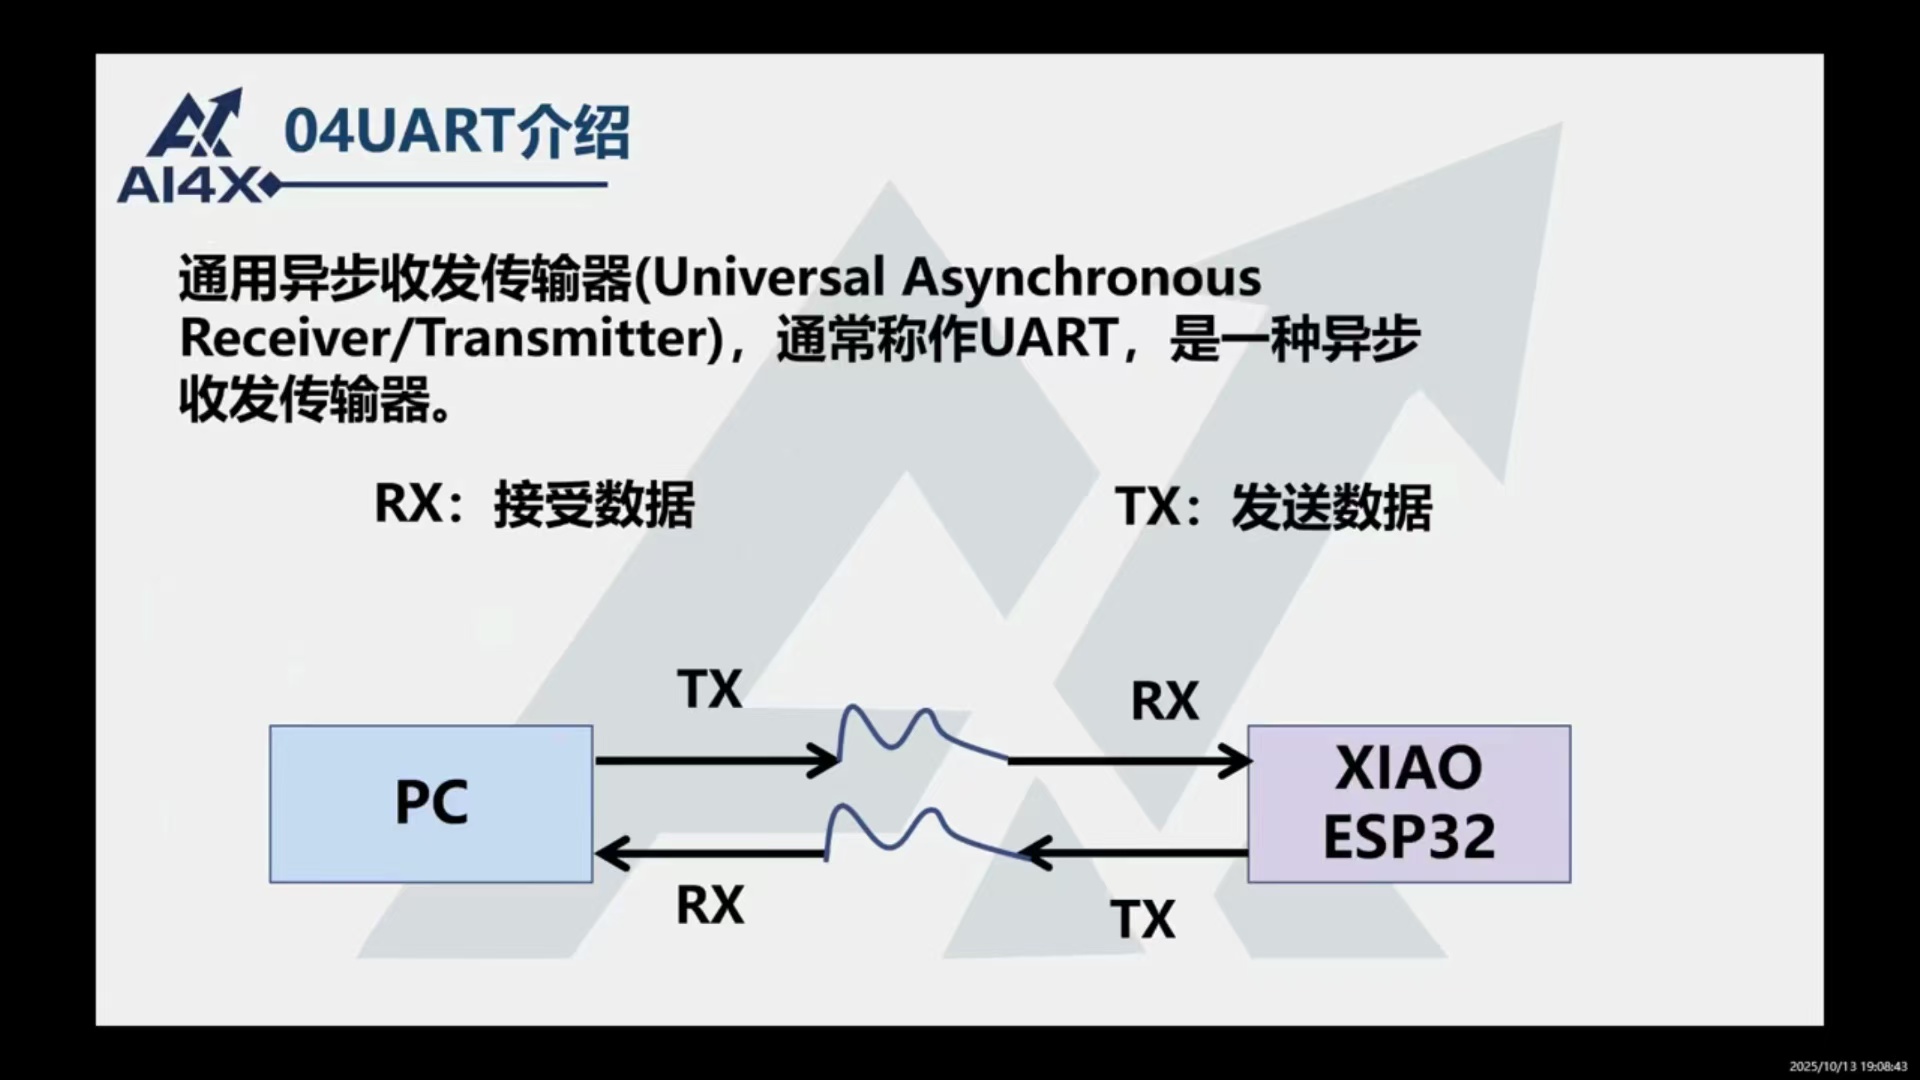 04UART介绍
AI4X
通用异步收发传输器(Universal Asynchronous
Receiver/Transmitter)，通常称作UART，是一种异步
收发传输器。
RX：接受数据
TX：发送数据
TX
RX
PC
XIAO
ESP32
RX
TX
2025/10/13 19:08:43